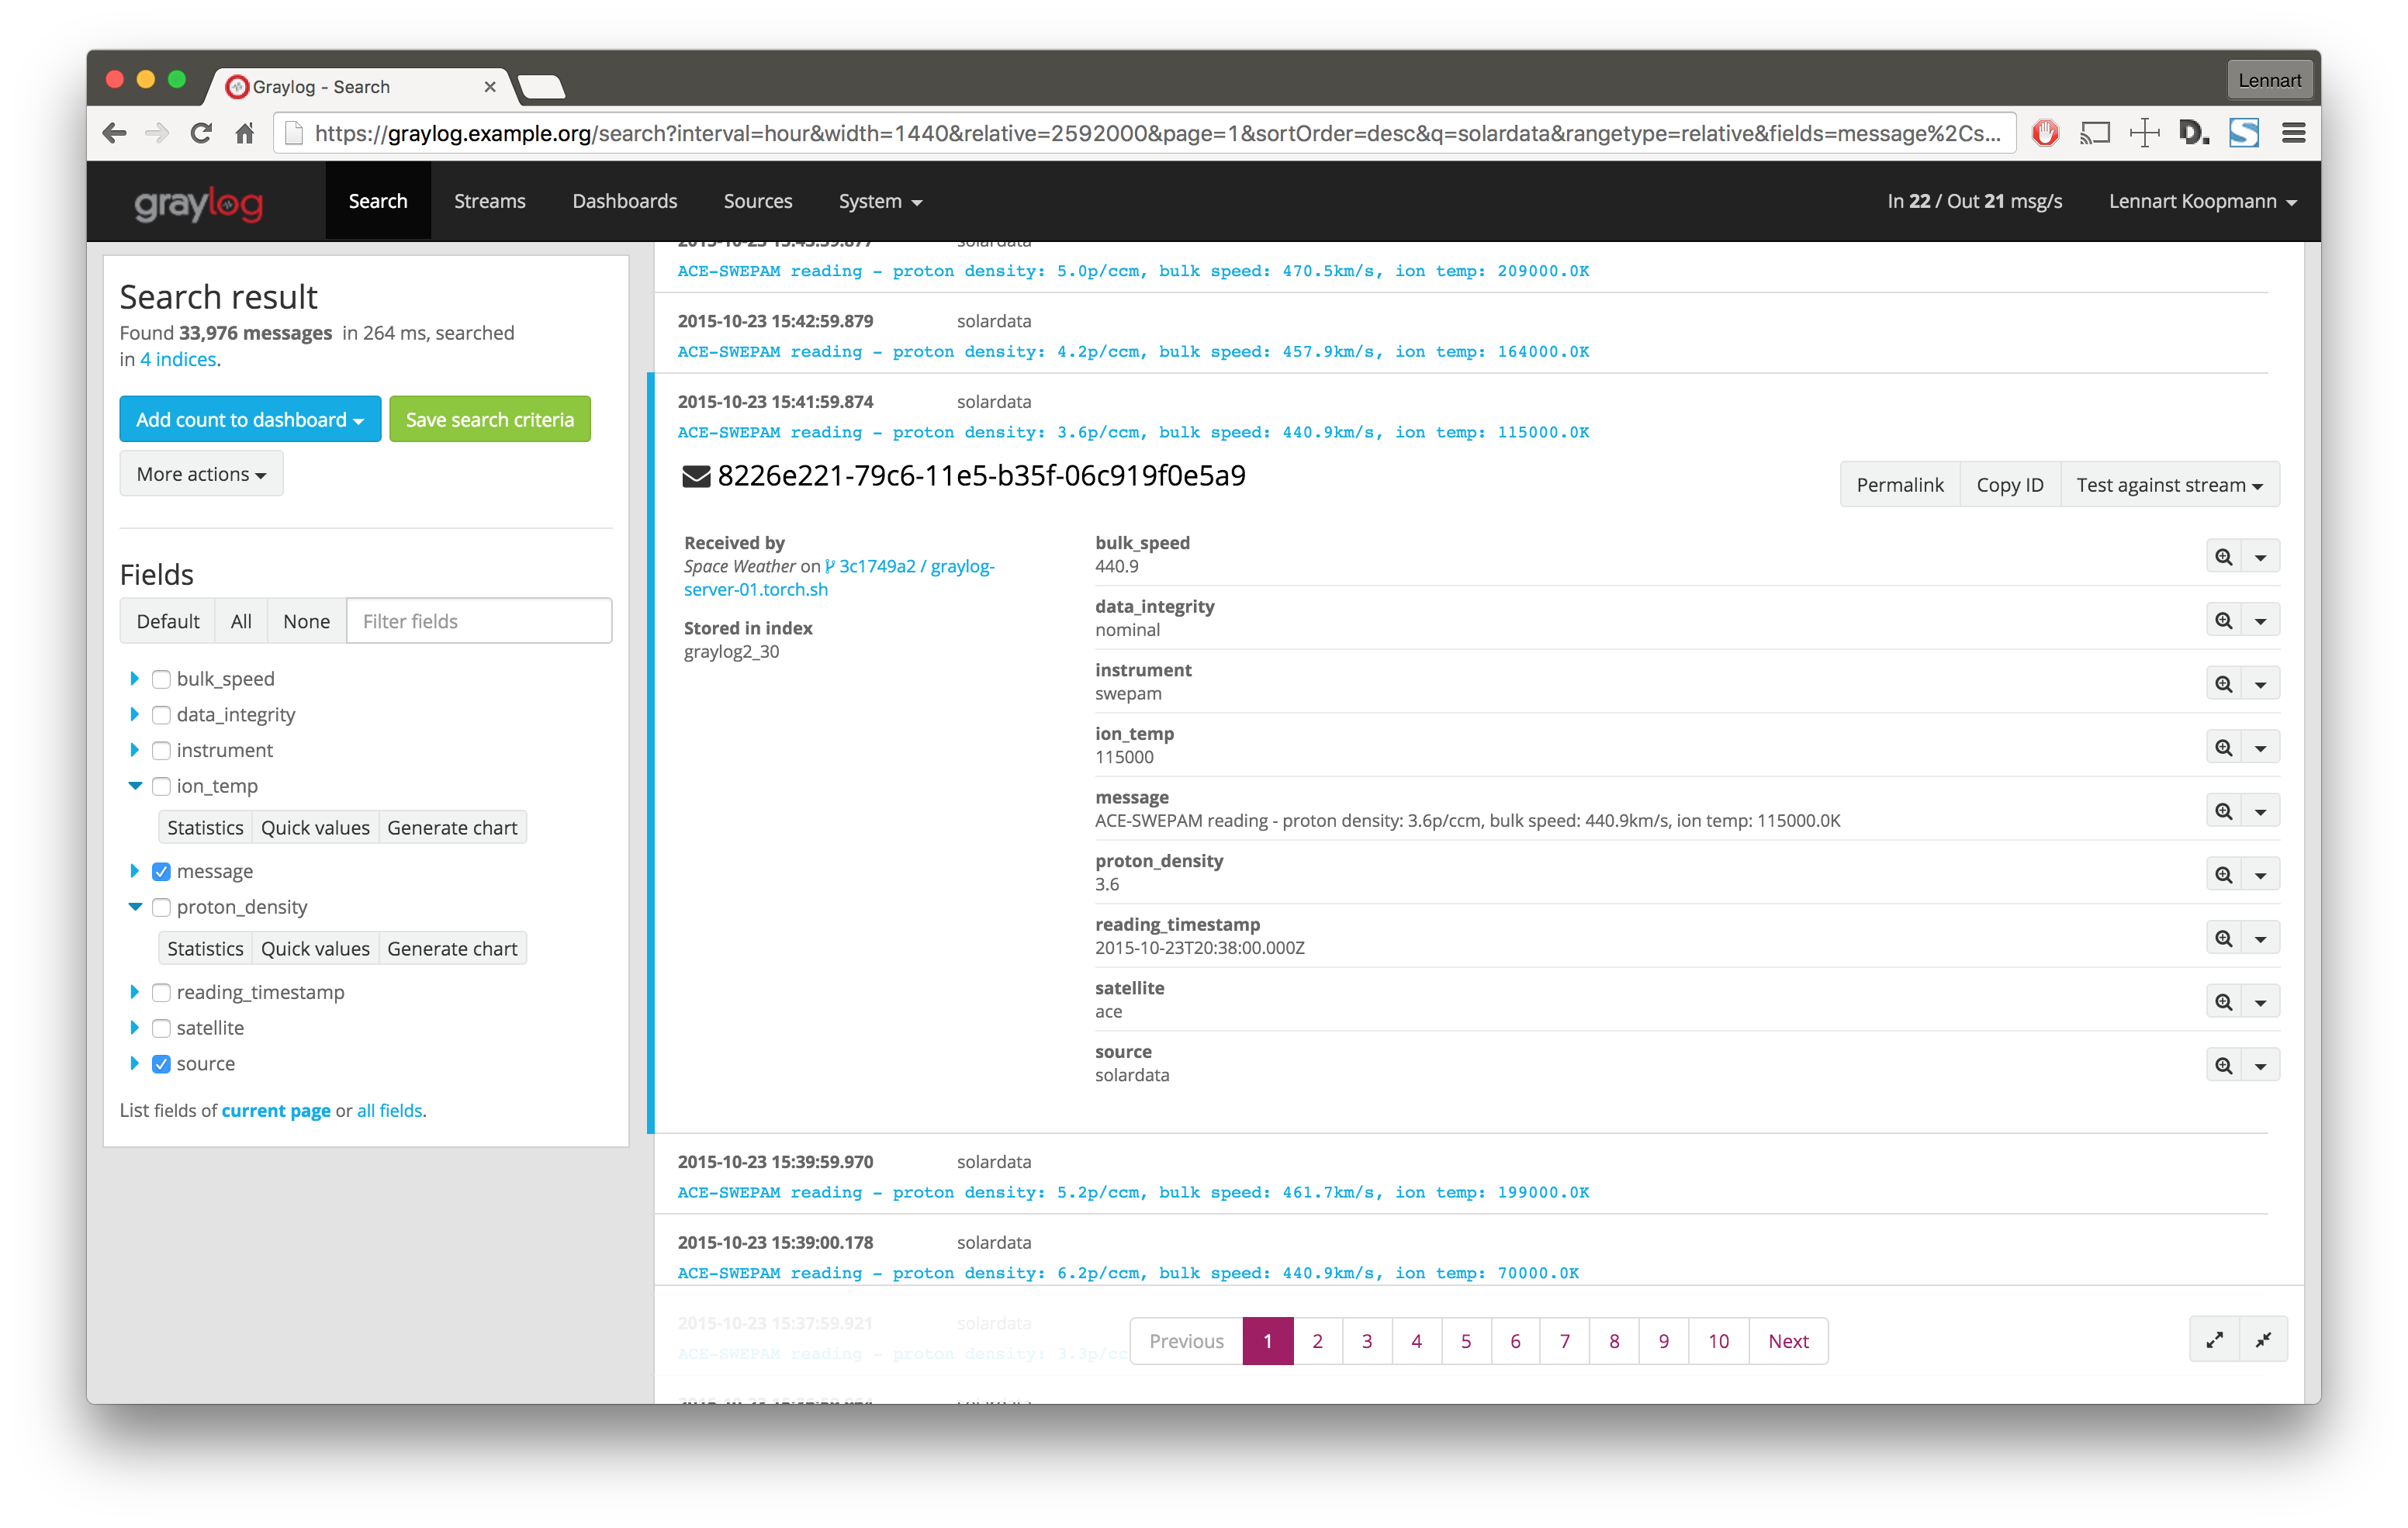 Graylog - Search
Lennart
https://graylog.example.org/search?interval=hour&width=1440&relative=2592000&page=1&sortOrder=desc&q=solardata&rangetype=relative&fields=message%2Cs...
D.
S
graylog
Search
Streams
Dashboards
Sources
System
In 22 / Out 21 msg/s
Lennart Koopmann
Search result
Found 33,976 messages in 264 ms, searched
in 4 indices.
Add count to dashboard
Save search criteria
More actions
Fields
Default
All
None
Filter fields
bulk_speed
data_integrity
instrument
ion_temp
Statistics
Quick values
Generate chart
message
proton_density
Statistics
Quick values
Generate chart
reading_timestamp
satellite
source
List fields of current page or all fields.
2015-10-23 15:43:59.877 solardata
ACE-SWEPAM reading - proton density: 5.0p/ccm, bulk speed: 470.5km/s, ion temp: 209000.0K
2015-10-23 15:42:59.879 solardata
ACE-SWEPAM reading - proton density: 4.2p/ccm, bulk speed: 457.9km/s, ion temp: 164000.0K
2015-10-23 15:41:59.874 solardata
ACE-SWEPAM reading - proton density: 3.6p/ccm, bulk speed: 440.9km/s, ion temp: 115000.0K
8226e221-79c6-11e5-b35f-06c919f0e5a9
Permalink
Copy ID
Test against stream
Received by
Space Weather on 3c1749a2 / graylog-
server-01.torch.sh
Stored in index
graylog2_30
bulk_speed
440.9
data_integrity
nominal
instrument
swepam
ion_temp
115000
message
ACE-SWEPAM reading - proton density: 3.6p/ccm, bulk speed: 440.9km/s, ion temp: 115000.0K
proton_density
3.6
reading_timestamp
2015-10-23T20:38:00.000Z
satellite
ace
source
solardata
2015-10-23 15:39:59.970 solardata
ACE-SWEPAM reading - proton density: 5.2p/ccm, bulk speed: 461.7km/s, ion temp: 199000.0K
2015-10-23 15:39:00.178 solardata
ACE-SWEPAM reading - proton density: 6.2p/ccm, bulk speed: 440.9km/s, ion temp: 70000.0K
2015-10-23 15:37:59.921 solardata
ACE-SWEPAM reading - proton density: 3.3p/cc
Previous
1
2
3
4
5
6
7
8
9
10
Next